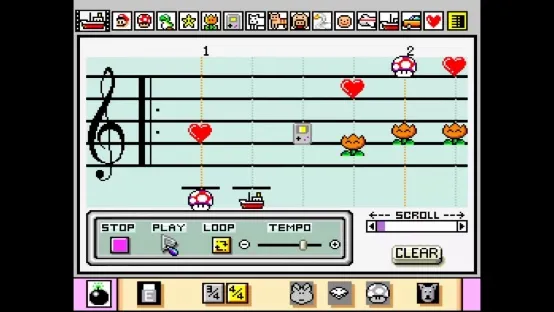 1 2
STOP PLAY LOOP TEMPO
SCROLL
CLEAR
3/4 4/4